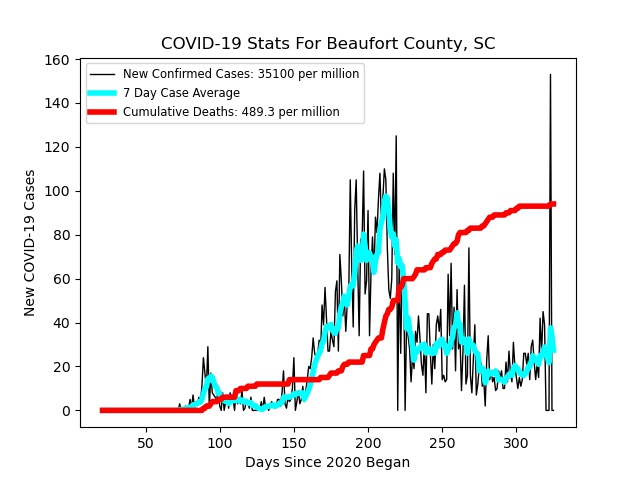 COVID-19 Stats For Beaufort County, SC
New Confirmed Cases: 35100 per million
7 Day Case Average
Cumulative Deaths: 489.3 per million
160
140
120
100
80
60
40
20
0
New COVID-19 Cases
50 100 150 200 250 300
Days Since 2020 Began